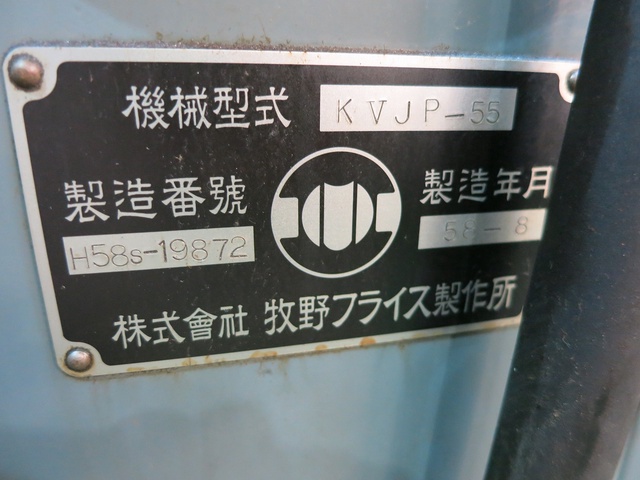 機械型式 KVJP-55
製造番號 製造年月
H58s-19872 58-8
株式會社 牧野フライス製作所